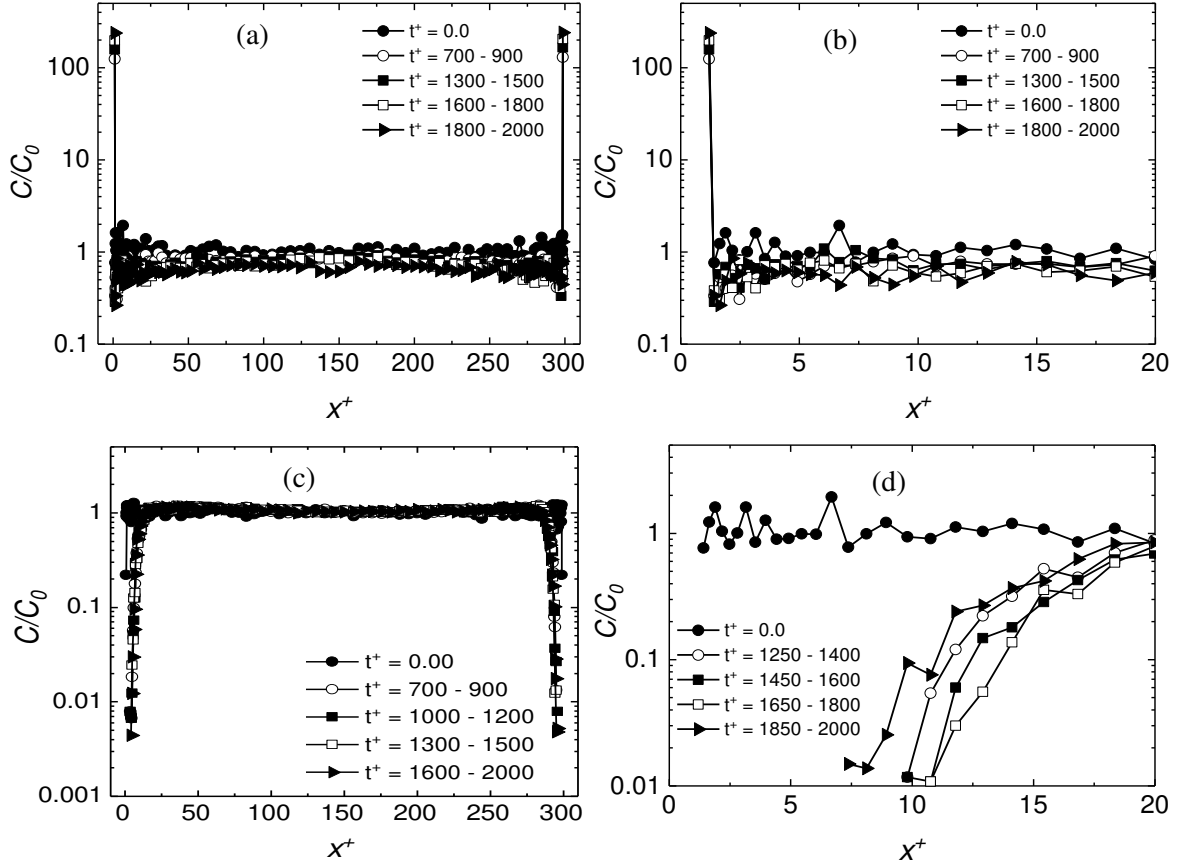 (a)
t+ = 0.0
t+ = 700 - 900
t+ = 1300 - 1500
t+ = 1600 - 1800
t+ = 1800 - 2000
100
10
1
0.1
C/C0
0 50 100 150 200 250 300
x+
(b)
t+ = 0.0
t+ = 700 - 900
t+ = 1300 - 1500
t+ = 1600 - 1800
t+ = 1800 - 2000
100
10
1
0.1
C/C0
0 5 10 15 20
x+
(c)
1
0.1
0.01
0.001
C/C0
t+ = 0.00
t+ = 700 - 900
t+ = 1000 - 1200
t+ = 1300 - 1500
t+ = 1600 - 2000
0 50 100 150 200 250 300
x+
(d)
1
0.1
0.01
C/C0
t+ = 0.0
t+ = 1250 - 1400
t+ = 1450 - 1600
t+ = 1650 - 1800
t+ = 1850 - 2000
0 5 10 15 20
x+